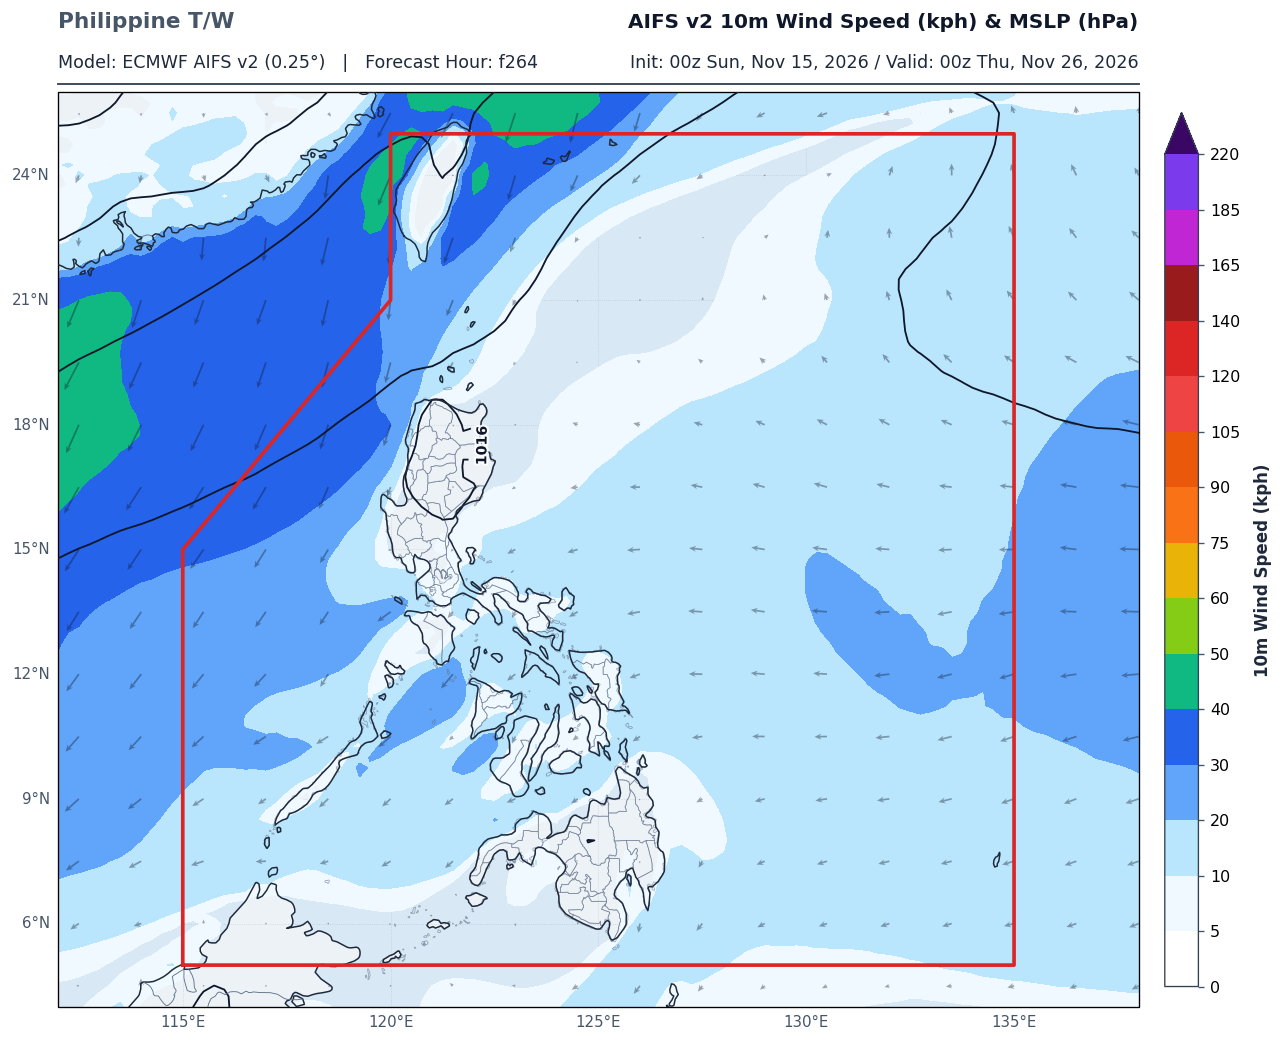 Philippine T/W
AIFS v2 10m Wind Speed (kph) & MSLP (hPa)
Model: ECMWF AIFS v2 (0.25°) | Forecast Hour: f264
Init: 00z Sun, Nov 15, 2026 / Valid: 00z Thu, Nov 26, 2026
24°N
21°N
18°N
15°N
12°N
9°N
6°N
115°E
120°E
125°E
130°E
135°E
1016
220
185
165
140
120
105
90
75
60
50
40
30
20
10
5
0
10m Wind Speed (kph)